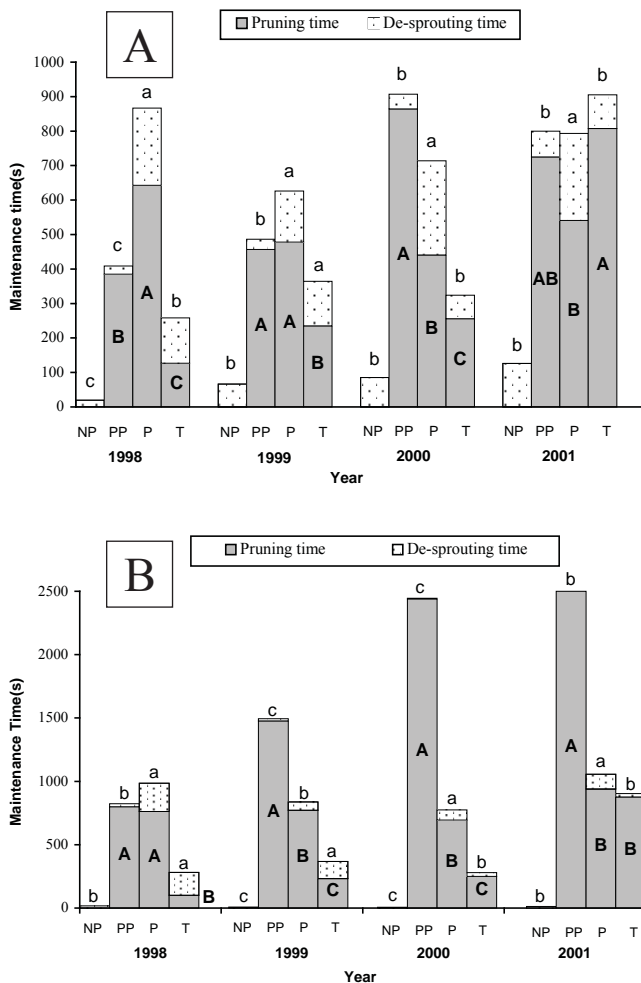 Pruning time De-sprouting time
A
1000
900
800
700
600
500
400
300
200
100
0
Maintenance time(s)
c c a b b b a a b b a b b b a b
B A C A A B A B C AB B A
NP PP P T NP PP P T NP PP P T NP PP P T
1998 1999 2000 2001
Year
Pruning time De-sprouting time
B
2500
2000
1500
1000
500
0
Maintenance Time(s)
b b a a c c b a c c a b b b a b
A A B A B C A B C A B B
NP PP P T NP PP P T NP PP P T NP PP P T
1998 1999 2000 2001
Year